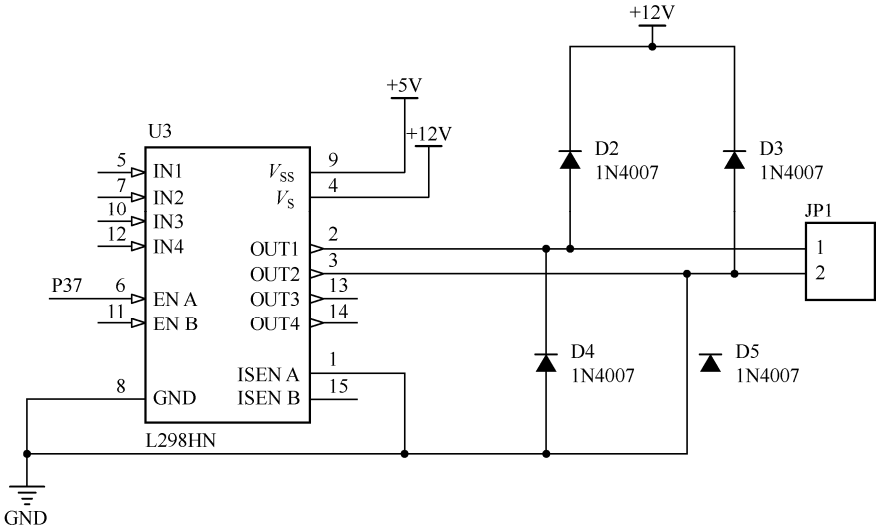 +12V
+5V
+12V
U3
D2
1N4007
D3
1N4007
5 IN1
7 IN2
10 IN3
12 IN4
P37 6 EN A
11 EN B
8 GND
VSS 9
VS 4
OUT1 2
OUT2 3
OUT3 13
OUT4 14
ISEN A 1
ISEN B 15
L298HN
JP1
1
2
D4
1N4007
D5
1N4007
GND